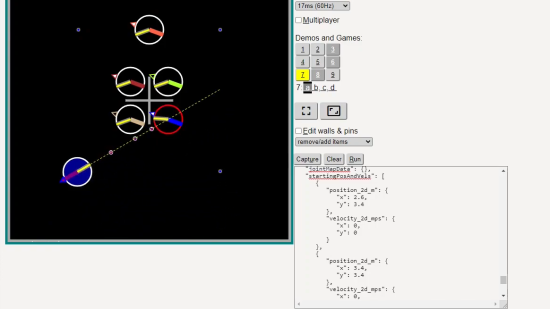 17ms (60Hz)
Multiplayer
Demos and Games:
1 2 3
4 5 6
7 8 9
7 a b, c, d,
Edit walls & pins
remove/add items
Capture Clear Run
"jointMapData": {},
"startingPosAndVels": [
{
"position_2d_m": {
"x": 2.6,
"y": 3.4
},
"velocity_2d_mps": {
"x": 0,
"y": 0
}
},
{
"position_2d_m": {
"x": 3.4,
"y": 3.4
},
"velocity_2d_mps": {
"x": 0,